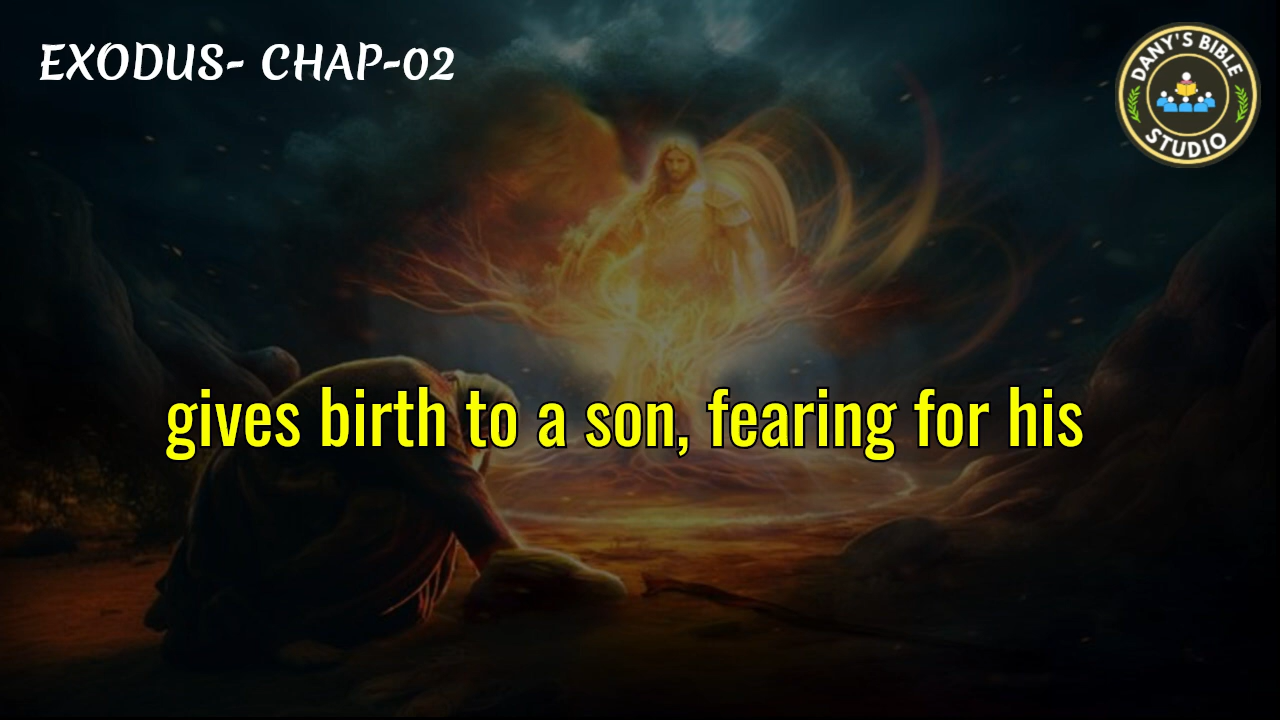 EXODUS- CHAP-02
DANY'S BIBLE
STUDIO
gives birth to a son, fearing for his